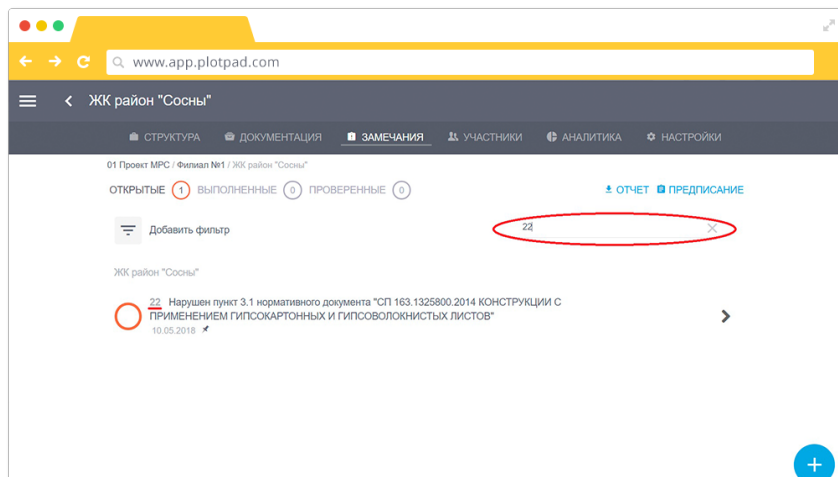 www.app.plotpad.com
ЖК район "Сосны"
СТРУКТУРА ДОКУМЕНТАЦИЯ ЗАМЕЧАНИЯ УЧАСТНИКИ АНАЛИТИКА НАСТРОЙКИ
01 Проект МРС / Филиал №1 / ЖК район "Сосны"
ОТКРЫТЫЕ 1 ВЫПОЛНЕННЫЕ 0 ПРОВЕРЕННЫЕ 0 ОТЧЕТ ПРЕДПИСАНИЕ
Добавить фильтр 22
ЖК район "Сосны"
22 Нарушен пункт 3.1 нормативного документа "СП 163.1325800.2014 КОНСТРУКЦИИ С
ПРИМЕНЕНИЕМ ГИПСОКАРТОННЫХ И ГИПСОВОЛОКНИСТЫХ ЛИСТОВ"
10.05.2018